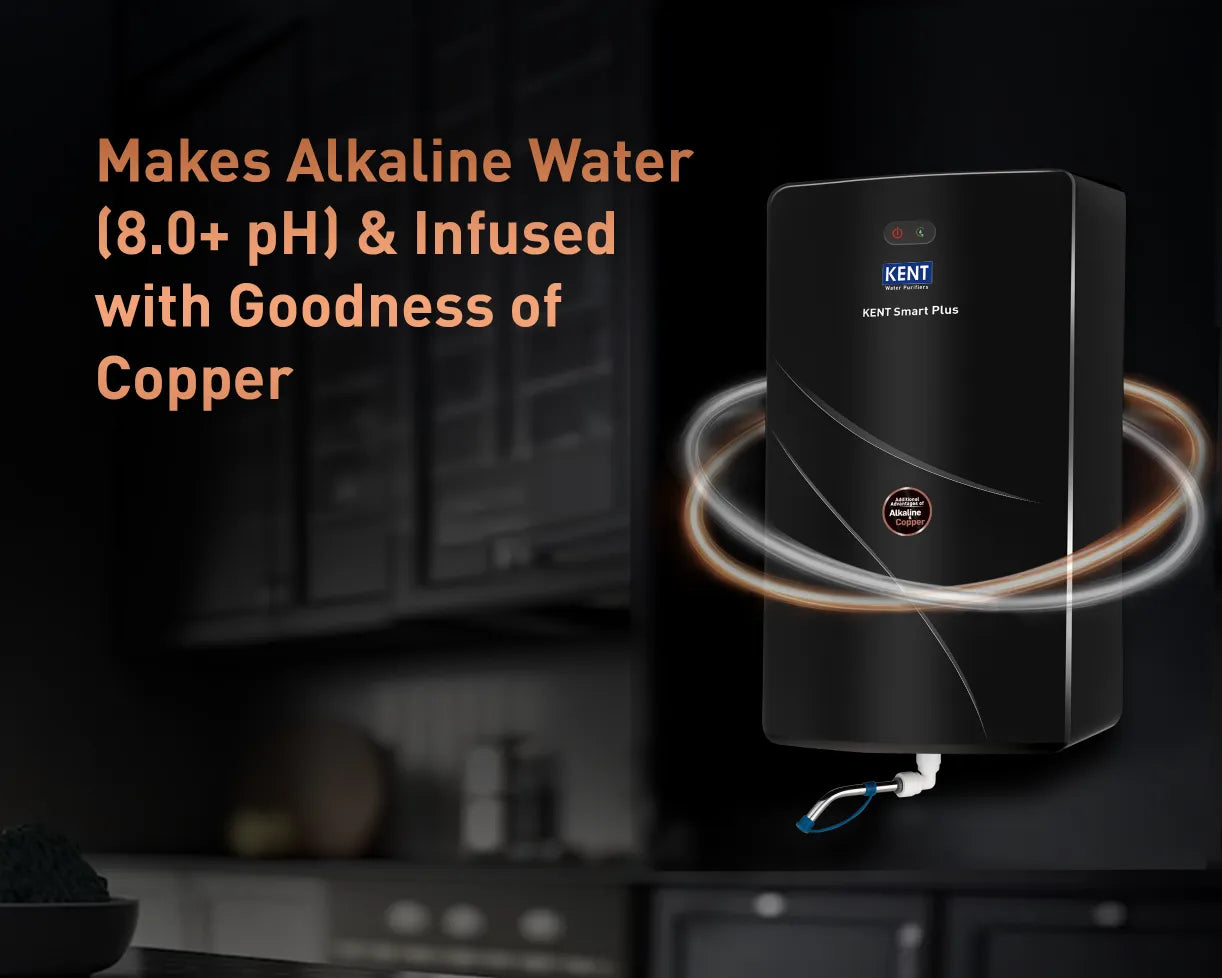 Makes Alkaline Water
(8.0+ pH) & Infused
with Goodness of
Copper
KENT
Water Purifiers
KENT Smart Plus
Additional
Advantages of
Alkaline
&
Copper